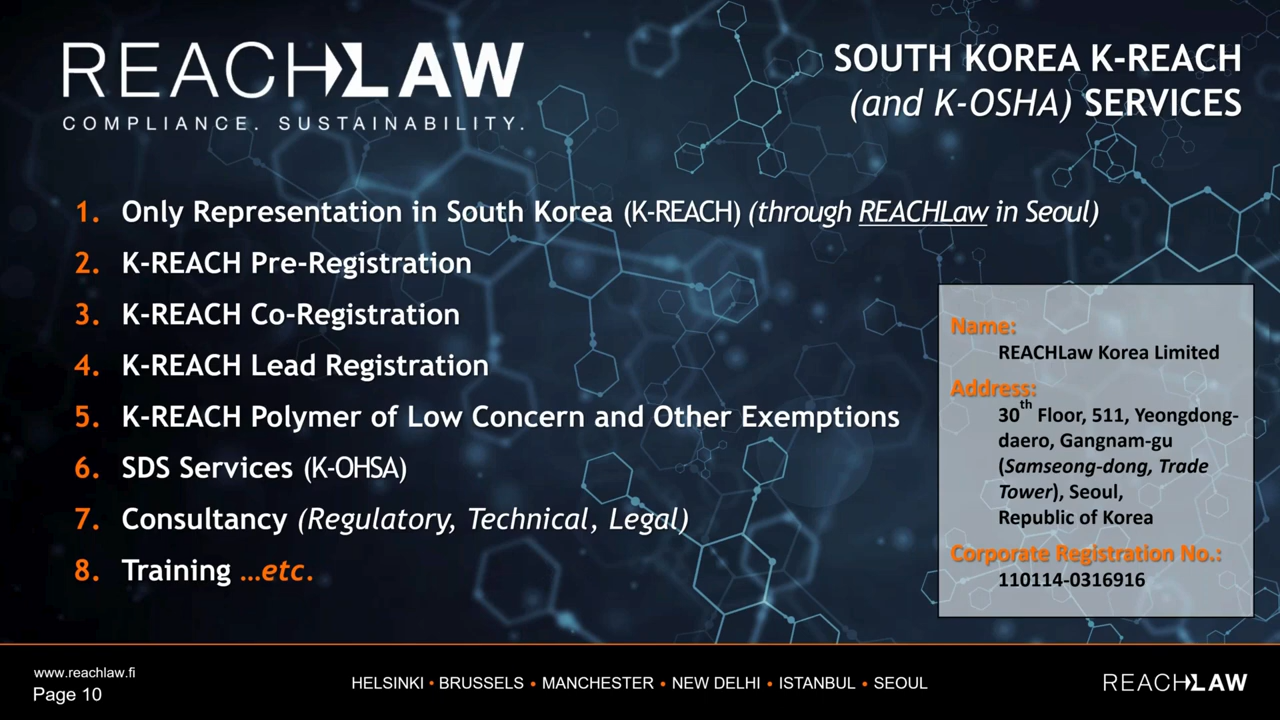 REACHLAW
COMPLIANCE. SUSTAINABILITY.
SOUTH KOREA K-REACH
(and K-OSHA) SERVICES
1. Only Representation in South Korea (K-REACH) (through REACHLaw in Seoul)
2. K-REACH Pre-Registration
3. K-REACH Co-Registration
4. K-REACH Lead Registration
5. K-REACH Polymer of Low Concern and Other Exemptions
6. SDS Services (K-OHSA)
7. Consultancy (Regulatory, Technical, Legal)
8. Training …etc.
Name:
REACHLaw Korea Limited
Address:
30th Floor, 511, Yeongdong-
daero, Gangnam-gu
(Samseong-dong, Trade
Tower), Seoul,
Republic of Korea
Corporate Registration No.:
110114-0316916
www.reachlaw.fi
Page 10
HELSINKI • BRUSSELS • MANCHESTER • NEW DELHI • ISTANBUL • SEOUL
REACHLAW